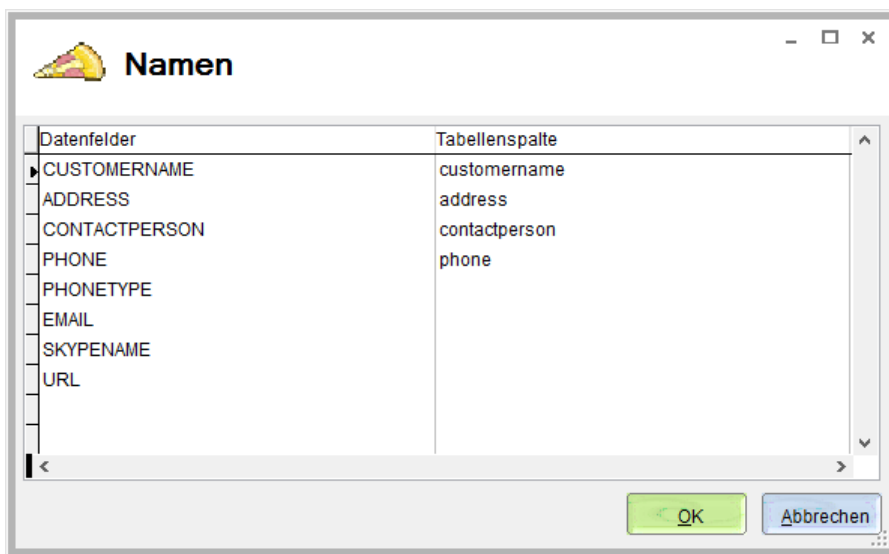 Namen
Datenfelder Tabellenspalte
CUSTOMERNAME customername
ADDRESS address
CONTACTPERSON contactperson
PHONE phone
PHONETYPE
EMAIL
SKYPENAME
URL
OK Abbrechen